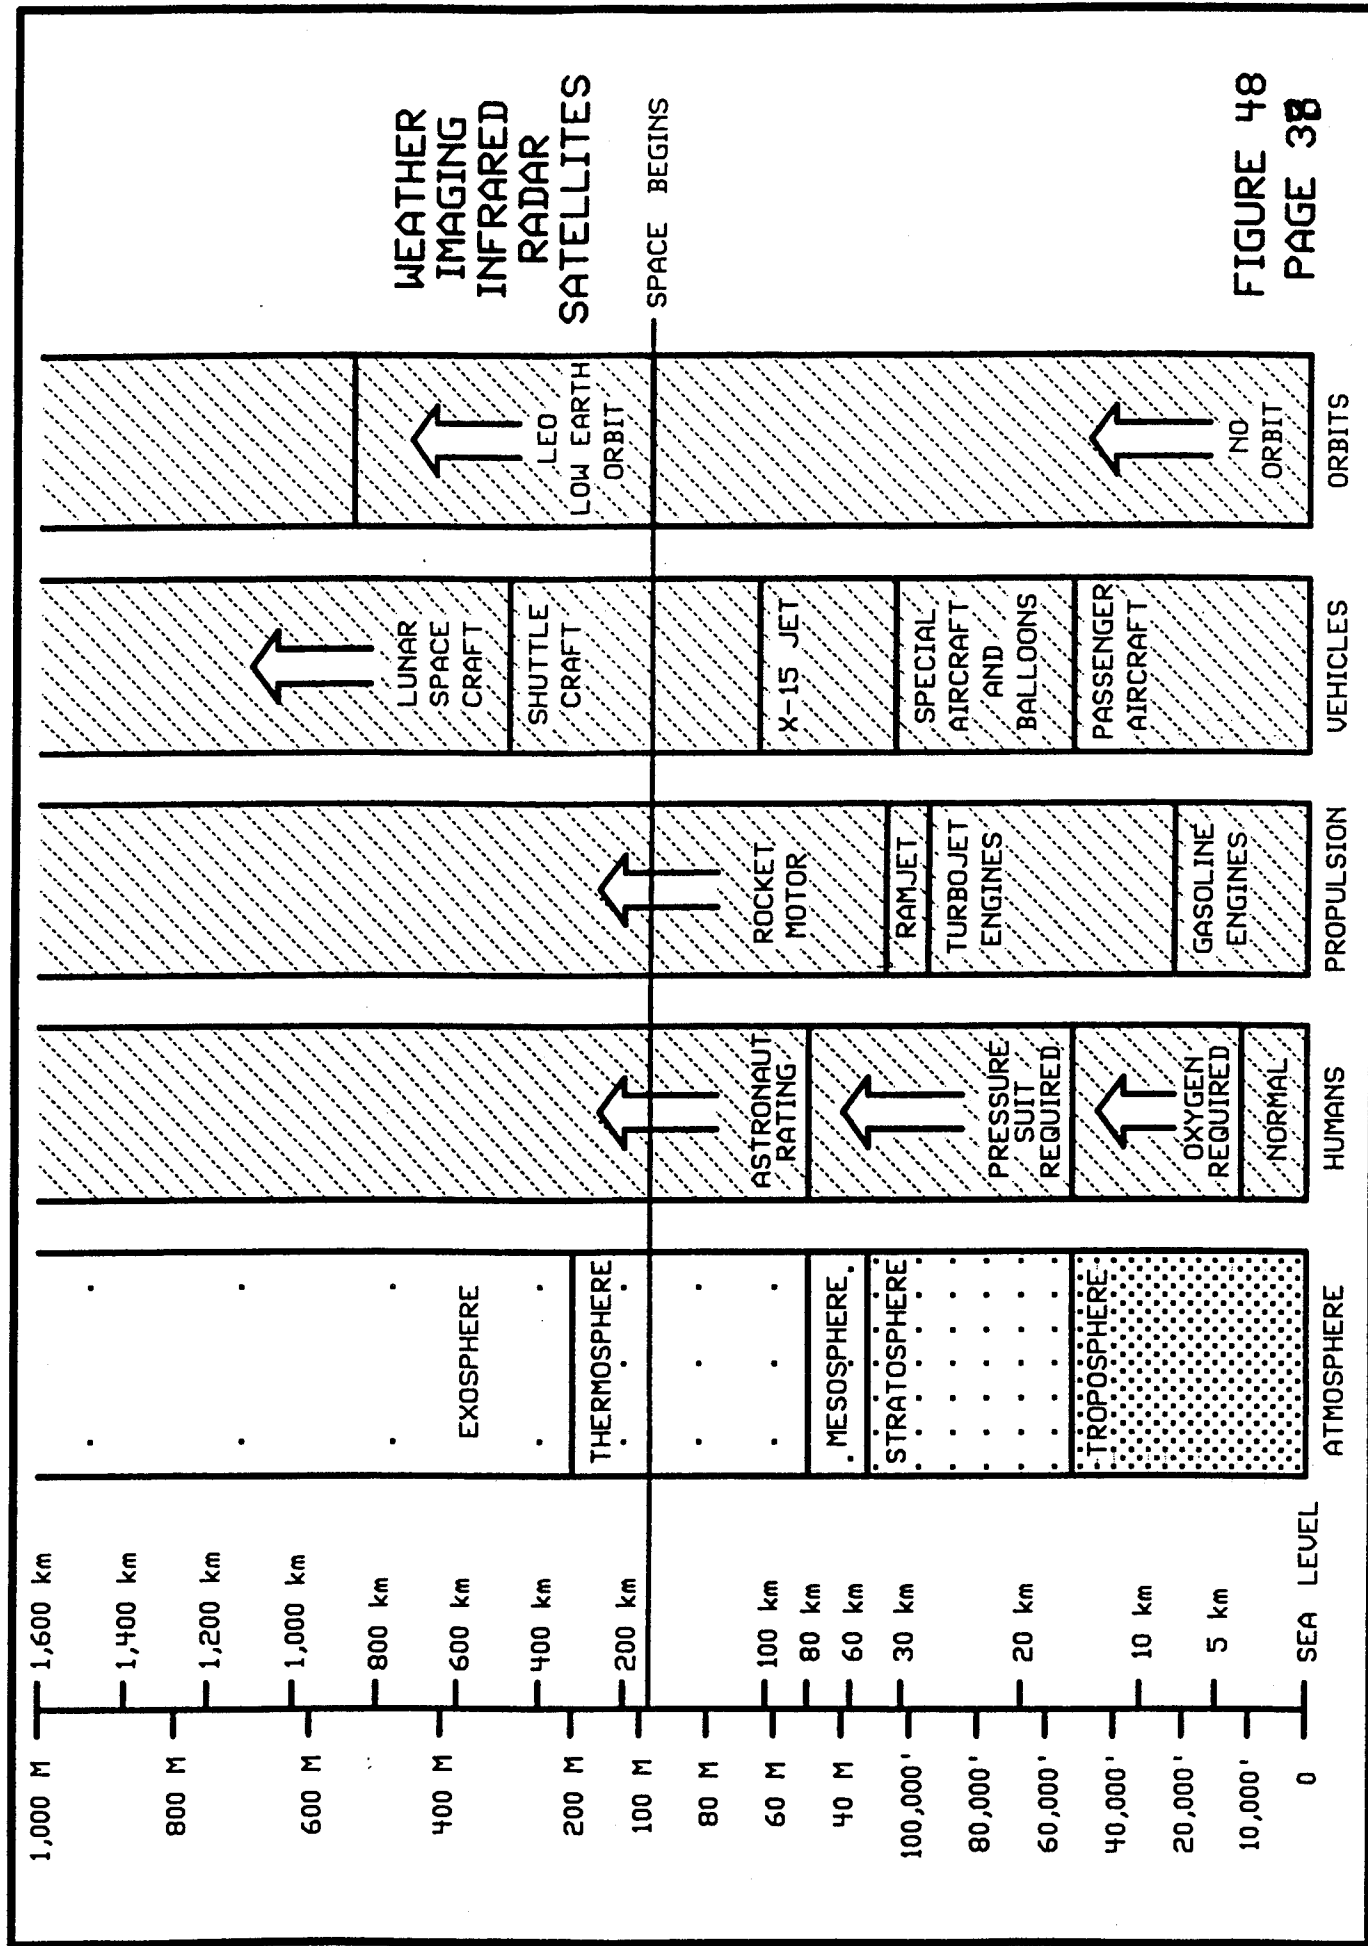 WEATHER
IMAGING
INFRARED
RADAR
SATELLITES
SPACE BEGINS
1,000 M
800 M
600 M
400 M
200 M
100 M
80 M
60 M
40 M
100,000'
80,000'
60,000'
40,000'
20,000'
10,000'
0
1,600 km
1,400 km
1,200 km
1,000 km
800 km
600 km
400 km
200 km
100 km
80 km
60 km
30 km
20 km
10 km
5 km
SEA LEVEL
EXOSPHERE
THERMOSPHERE
MESOSPHERE
STRATOSPHERE
TROPOSPHERE
ATMOSPHERE
ASTRONAUT
RATING
PRESSURE
SUIT
REQUIRED
OXYGEN
REQUIRED
NORMAL
HUMANS
ROCKET
MOTOR
RAMJET
TURBOJET
ENGINES
GASOLINE
ENGINES
PROPULSION
LUNAR
SPACE
CRAFT
SHUTTLE
CRAFT
X-15 JET
SPECIAL
AIRCRAFT
AND
BALLOONS
PASSENGER
AIRCRAFT
VEHICLES
LEO
LOW EARTH
ORBIT
NO
ORBIT
ORBITS
FIGURE 48
PAGE